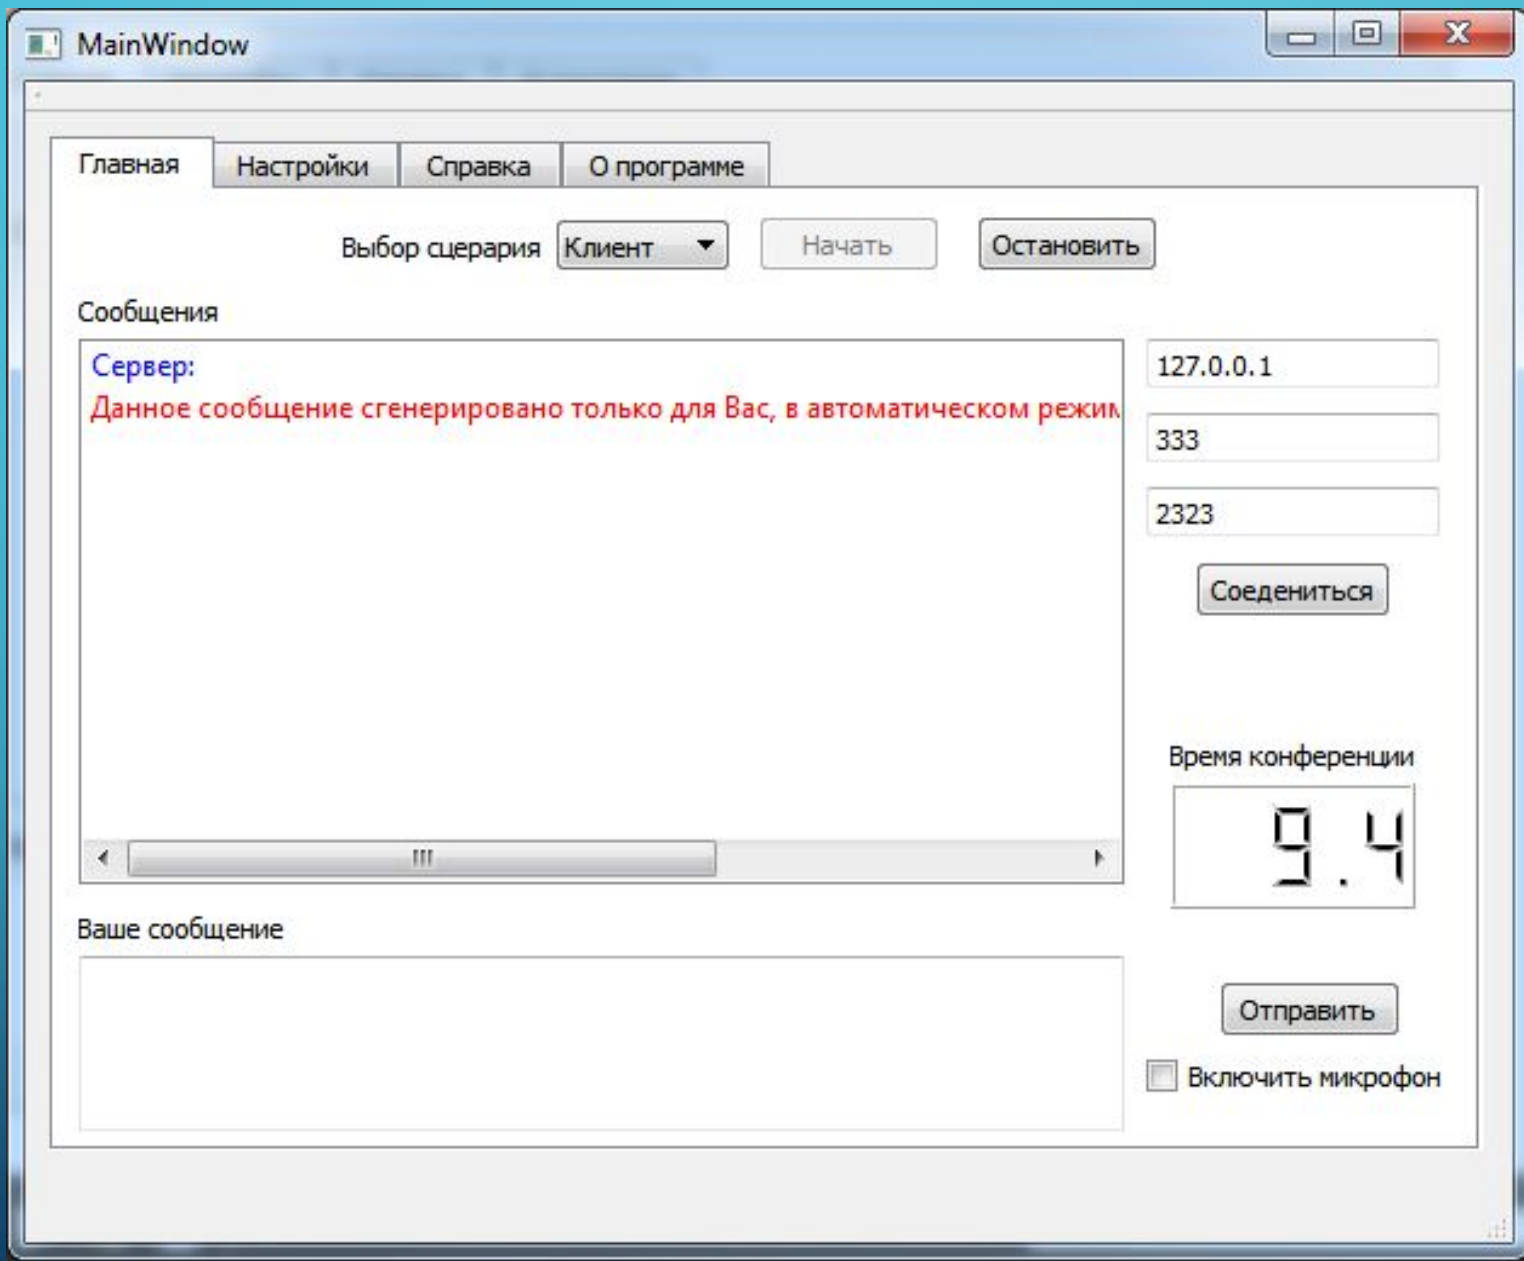 MainWindow
Главная
Настройки
Справка
О программе
Выбор сцерария
Клиент
Начать
Остановить
Сообщения
Сервер:
Данное сообщение сгенерировано только для Вас, в автоматическом режим
127.0.0.1
333
2323
Соедениться
Время конференции
9.4
Ваше сообщение
Отправить
Включить микрофон